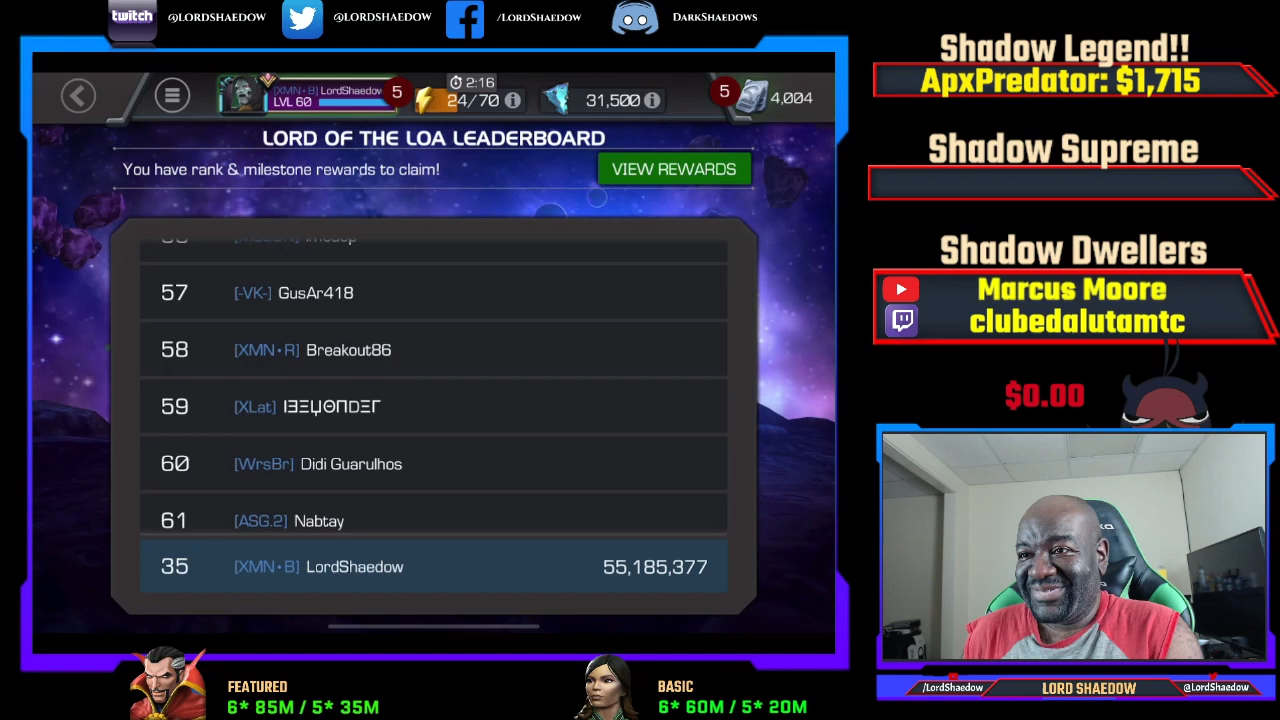 twitch @LORDSHAEDOW @LORDSHAEDOW /LORDSHAEDOW DARKSHAEDOWS
Shadow Legend!!
ApxPredator: $1,715
[XMN•B] LordShaedow
LVL 60
5
2:16
24/70
31,500
5
4,004
LORD OF THE LOA LEADERBOARD
You have rank & milestone rewards to claim!
VIEW REWARDS
Shadow Supreme
Shadow Dwellers
Marcus Moore
clubedalutamtc
57 [-VK-] GusAr418
58 [XMN•R] Breakout86
59 [XLat] IBΞЏΘΠΣΓ
60 [WrsBr] Didi Guarulhos
61 [ASG.2] Nabtay
35 [XMN•B] LordShaedow 55,185,377
$0.00
/LordShaedow LORD SHAEDOW @LordShaedow
FEATURED
6* 85M / 5* 35M
BASIC
6* 60M / 5* 20M